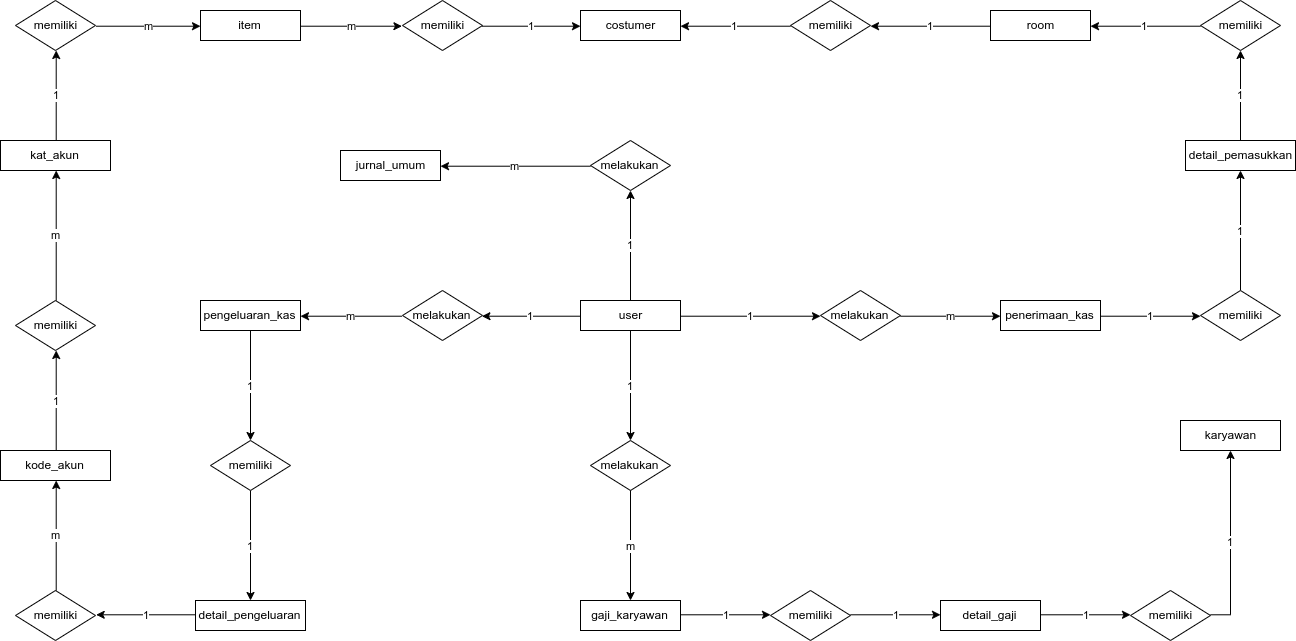 memiliki m item m memiliki 1 costumer 1 memiliki 1 room 1 memiliki
1 1
kat_akun jurnal_umum m melakukan detail_pemasukkan
m 1 1
memiliki pengeluaran_kas m melakukan 1 user 1 melakukan m penerimaan_kas 1 memiliki
1 1 1
karyawan
kode_akun memiliki melakukan
m 1 m 1
memiliki 1 detail_pengeluaran gaji_karyawan 1 memiliki 1 detail_gaji 1 memiliki